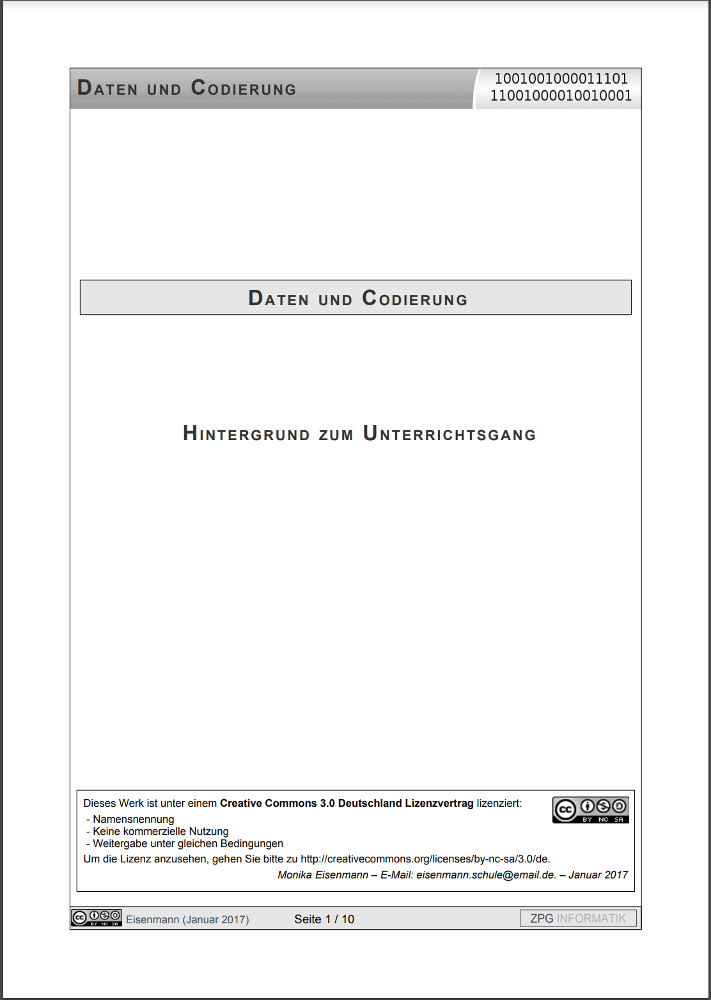 Daten und Codierung
1001001000011101
11001000010010001
Daten und Codierung
Hintergrund zum Unterrichtsgang
Dieses Werk ist unter einem Creative Commons 3.0 Deutschland Lizenzvertrag lizenziert:
- Namensnennung
- Keine kommerzielle Nutzung
- Weitergabe unter gleichen Bedingungen
cc
BY NC SA
Um die Lizenz anzusehen, gehen Sie bitte zu http://creativecommons.org/licenses/by-nc-sa/3.0/de.
Monika Eisenmann – E-Mail: eisenmann.schule@email.de. – Januar 2017
cc
BY NC SA
Eisenmann (Januar 2017) Seite 1 / 10 ZPG INFORMATIK